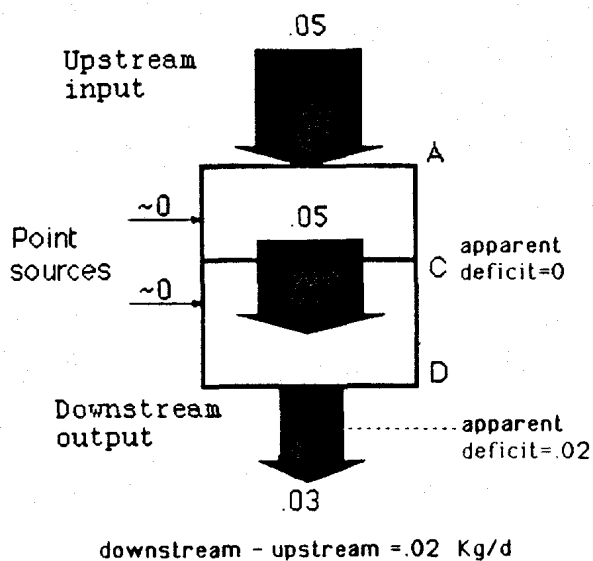 .05
Upstream
input
A
~0
.05
Point
sources
C
apparent
deficit=0
~0
D
Downstream
output
apparent
deficit=.02
.03
downstream - upstream =.02 Kg/d